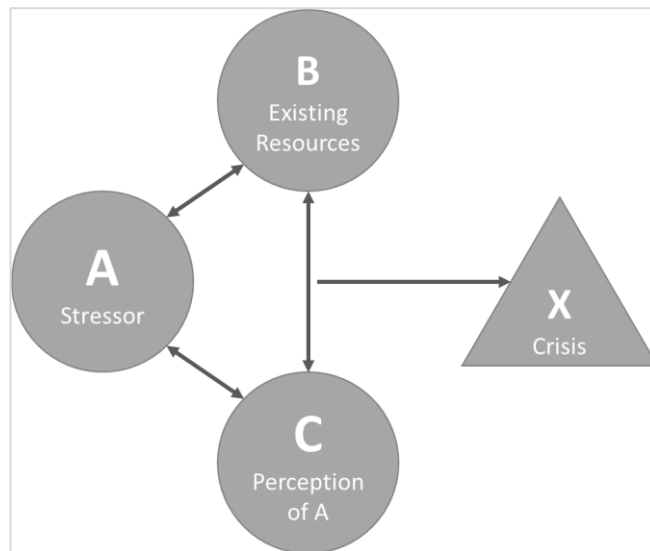 B
Existing
Resources
A
Stressor
X
Crisis
C
Perception
of A